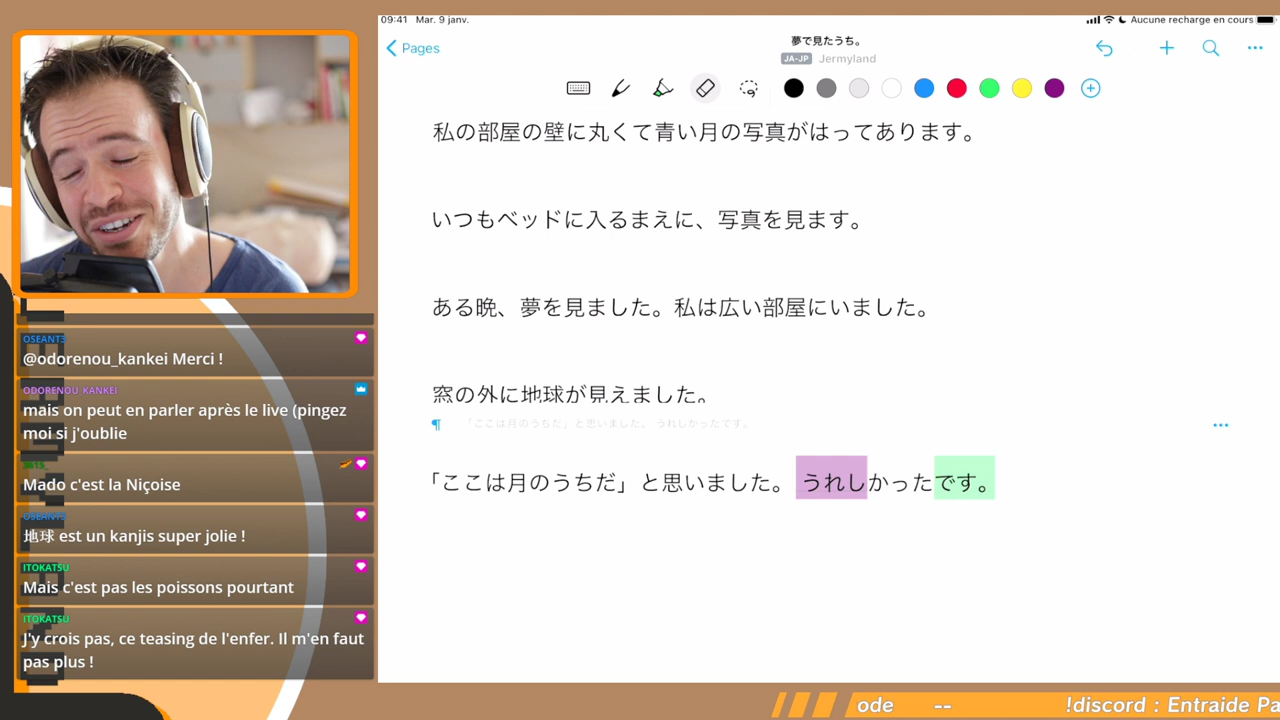 09:41 Mar. 9 janv.
Aucune recharge en cours
Pages
夢で見たうち。
JA-JP Jermyland
私の部屋の壁に丸くて青い月の写真がはってあります。
いつもベッドに入るまえに、写真を見ます。
ある晩、夢を見ました。私は広い部屋にいました。
窓の外に地球が見えました。
¶ 「ここは月のうちだ」と思いました。 うれしかったです。
「ここは月のうちだ」と思いました。 うれしかったです。
OSEANT3
@odorenou_kankei Merci !
ODORENOU_KANKEI
mais on peut en parler après le live (pingez
moi si j'oublie
Mado c'est la Niçoise
OSEANT3
地球 est un kanjis super jolie !
ITOKATSU
Mais c'est pas les poissons pourtant
ITOKATSU
J'y crois pas, ce teasing de l'enfer. Il m'en faut
pas plus !
ode -- !discord : Entraide Pa